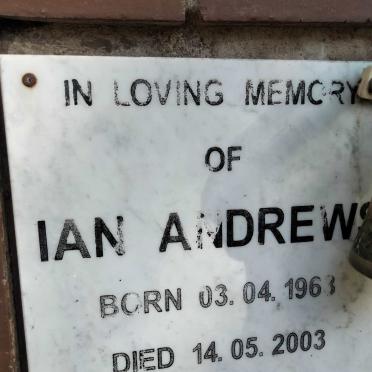 IN LOVING MEMORY
OF
IAN ANDREWS
BORN 03.04.1963
DIED 14.05.2003